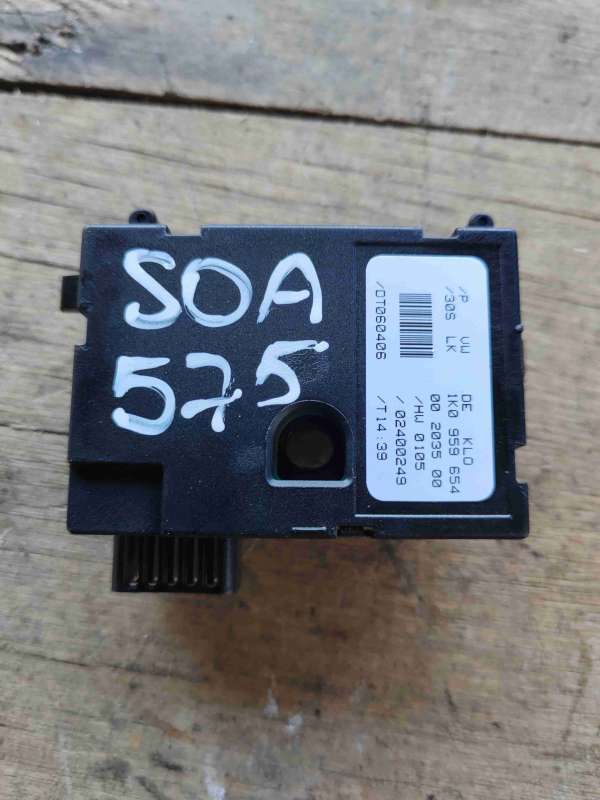 SOA
575
/P VW DE KLO
/30S LK 1K0 959 654
00 2035 00
/HW 0105
/DT060406 / 02400249
/T14:39